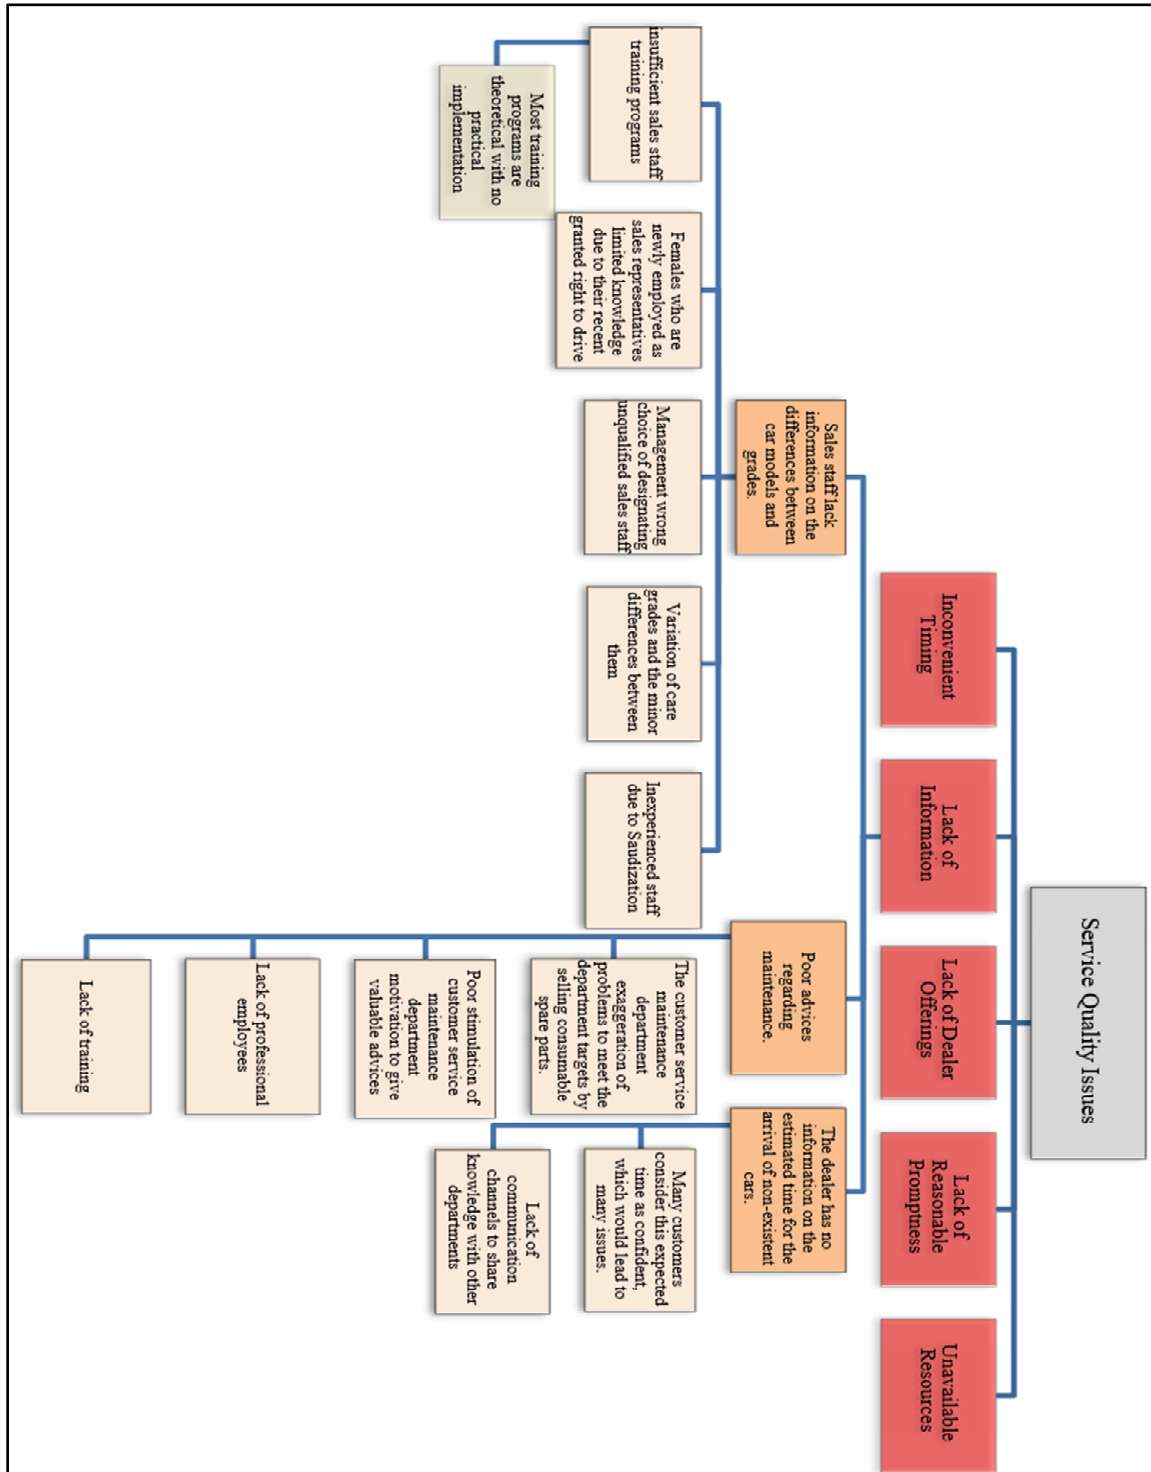 Service Quality Issues
Inconvenient
Timing
Lack of
Information
Lack of Dealer
Offerings
Lack of
Reasonable
Promptness
Unavailable
Resources
Sales staff lack
information on the
differences between
car models and
grades.
Poor advices
regarding
maintenance.
The dealer has no
information on the
estimated time for the
arrival of non-existent
cars.
insufficient sales staff
training programs
Females who are
newly employed as
sales representatives
limited knowledge
due to their recent
granted right to drive
Management wrong
choice of designating
unqualified sales staff
Variation of care
grades and the minor
differences between
them
Inexperienced staff
due to Saudization
Most training
programs are
theoretical with no
practical
implementation
The customer service
maintenance
department
exaggeration of
problems to meet the
department targets by
selling consumable
spare parts.
Poor stimulation of
customer service
maintenance
department
motivation to give
valuable advices
Lack of professional
employees
Lack of training
Many customers
consider this expected
time as confident,
which would lead to
many issues.
Lack of
communication
channels to share
knowledge with other
departments